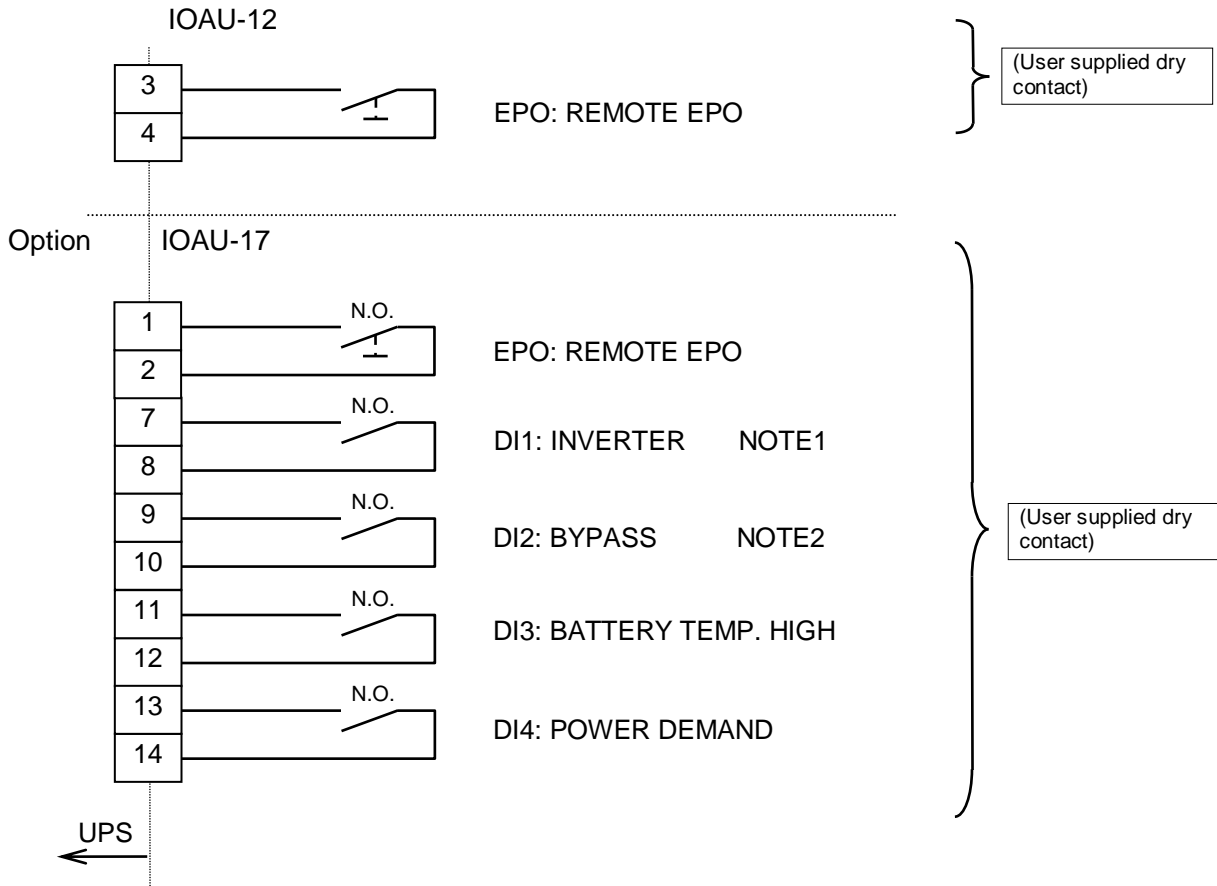 IOAU-12
3
4
EPO: REMOTE EPO
(User supplied dry
contact)
Option
IOAU-17
1
2
N.O.
EPO: REMOTE EPO
7
8
N.O.
DI1: INVERTER NOTE1
9
10
N.O.
DI2: BYPASS NOTE2
11
12
N.O.
DI3: BATTERY TEMP. HIGH
13
14
N.O.
DI4: POWER DEMAND
(User supplied dry
contact)
UPS